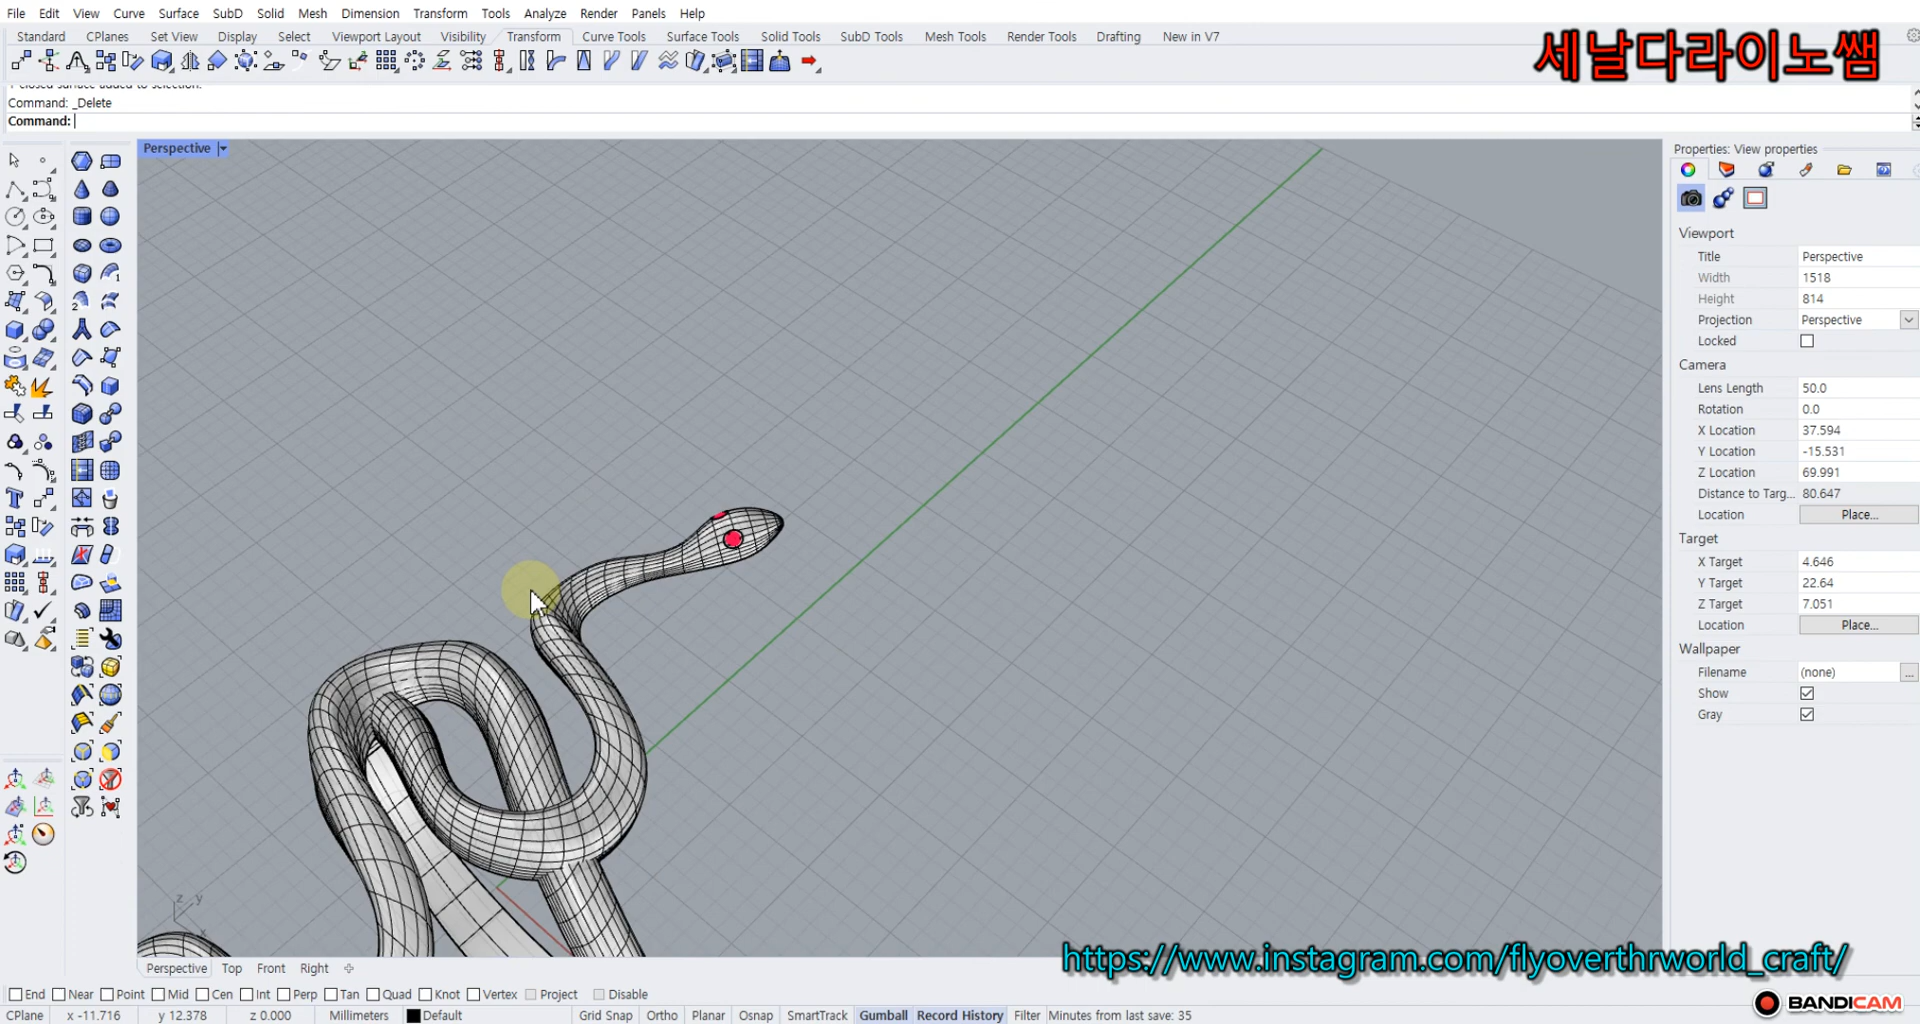 File Edit View Curve Surface SubD Solid Mesh Dimension Transform Tools Analyze Render Panels Help
Standard CPlanes Set View Display Select Viewport Layout Visibility Transform Curve Tools Surface Tools Solid Tools SubD Tools Mesh Tools Render Tools Drafting New in V7
세날다라이노쌤
1 closed surface added to selection.
Command: _Delete
Command:
Perspective
Properties: View properties
Viewport
Title Perspective
Width 1518
Height 814
Projection Perspective
Locked
Camera
Lens Length 50.0
Rotation 0.0
X Location 37.594
Y Location -15.531
Z Location 69.991
Distance to Targ... 80.647
Location Place...
Target
X Target 4.646
Y Target 22.64
Z Target 7.051
Location Place...
Wallpaper
Filename (none) ...
Show
Gray
z y
x
https://www.instagram.com/flyoverthrworld_craft/
Perspective Top Front Right
End Near Point Mid Cen Int Perp Tan Quad Knot Vertex Project Disable
BANDICAM
CPlane x -11.716 y 12.378 z 0.000 Millimeters Default Grid Snap Ortho Planar Osnap SmartTrack Gumball Record History Filter Minutes from last save: 35